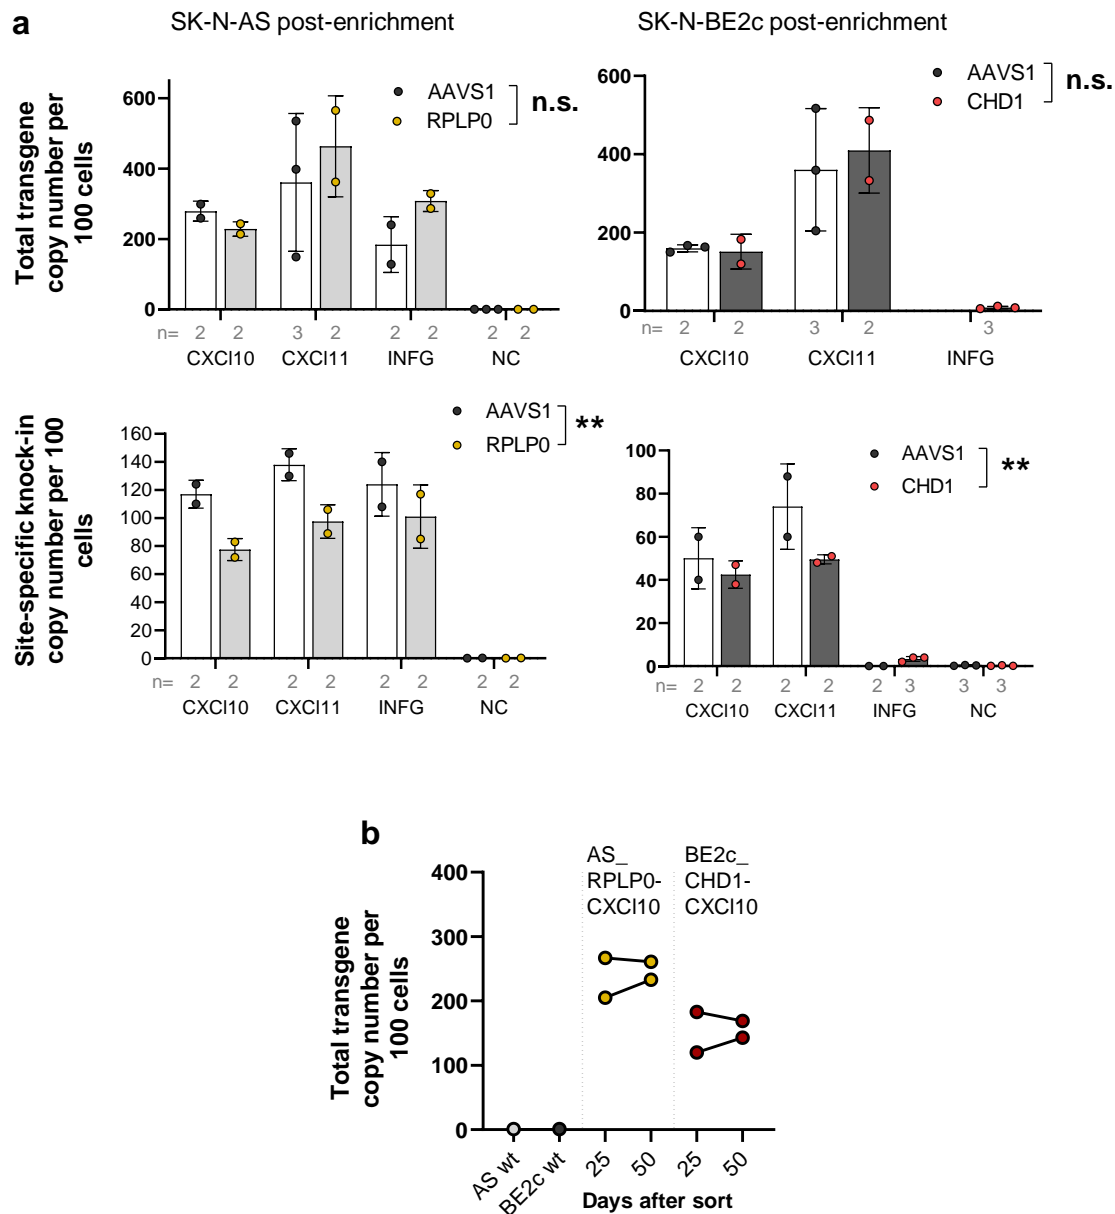 a
SK-N-AS post-enrichment
SK-N-BE2c post-enrichment
Total transgene
copy number per
100 cells
600
400
200
0
AAVS1
RPLP0
n.s.
n= 2 2 3 2 2 2 2 2
CXCl10 CXCl11 INFG NC
600
400
200
0
AAVS1
CHD1
n.s.
n= 2 2 3 2 3
CXCl10 CXCl11 INFG
Site-specific knock-in
copy number per 100
cells
160
140
120
100
80
60
40
20
0
AAVS1
RPLP0
**
n= 2 2 2 2 2 2 2 2
CXCl10 CXCl11 INFG NC
100
80
60
40
20
0
AAVS1
CHD1
**
n= 2 2 2 2 2 3 3 3
CXCl10 CXCl11 INFG NC
b
Total transgene
copy number per
100 cells
400
300
200
100
0
AS_
RPLP0-
CXCl10
BE2c_
CHD1-
CXCl10
AS wt BE2c wt 25 50 25 50
Days after sort